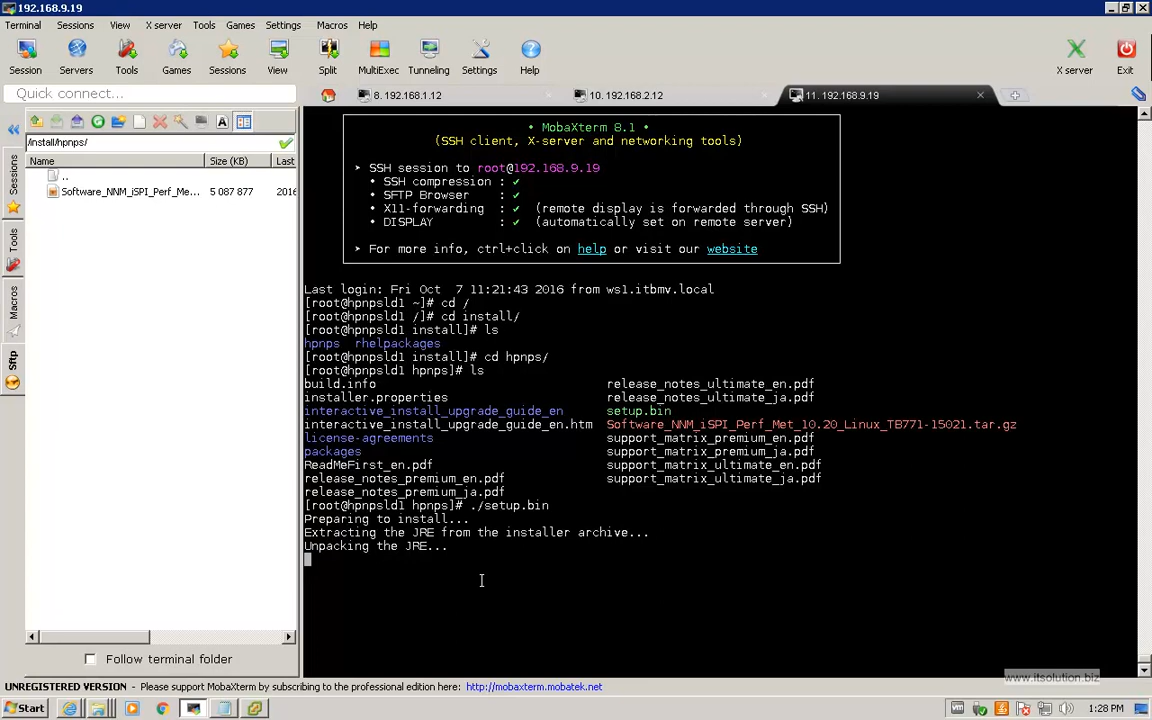 192.168.9.19
Terminal Sessions View X server Tools Games Settings Macros Help
Session Servers Tools Games Sessions View Split MultiExec Tunneling Settings Help X server Exit
Quick connect...
8. 192.168.1.12
10. 192.168.2.12
11. 192.168.9.19
/install/hpnps/
Name Size (KB) Last
..
Software_NNM_iSPI_Perf_Me... 5 087 877 2016
Sessions
Tools
Macros
Sftp
• MobaXterm 8.1 •
(SSH client, X-server and networking tools)
➤ SSH session to root@192.168.9.19
• SSH compression : ✓
• SFTP Browser : ✓
• X11-forwarding : ✓ (remote display is forwarded through SSH)
• DISPLAY : ✓ (automatically set on remote server)
➤ For more info, ctrl+click on help or visit our website
Last login: Fri Oct 7 11:21:43 2016 from ws1.itbmv.local
[root@hpnpsld1 ~]# cd /
[root@hpnpsld1 /]# cd install/
[root@hpnpsld1 install]# ls
hpnps rhelpackages
[root@hpnpsld1 install]# cd hpnps/
[root@hpnpsld1 hpnps]# ls
build.info release_notes_ultimate_en.pdf
installer.properties release_notes_ultimate_ja.pdf
interactive_install_upgrade_guide_en setup.bin
interactive_install_upgrade_guide_en.htm Software_NNM_iSPI_Perf_Met_10.20_Linux_TB771-15021.tar.gz
license-agreements support_matrix_premium_en.pdf
packages support_matrix_premium_ja.pdf
ReadMeFirst_en.pdf support_matrix_ultimate_en.pdf
release_notes_premium_en.pdf support_matrix_ultimate_ja.pdf
release_notes_premium_ja.pdf
[root@hpnpsld1 hpnps]# ./setup.bin
Preparing to install...
Extracting the JRE from the installer archive...
Unpacking the JRE...
Follow terminal folder
www.itsolution.biz
UNREGISTERED VERSION - Please support MobaXterm by subscribing to the professional edition here: http://mobaxterm.mobatek.net
Start
1:28 PM